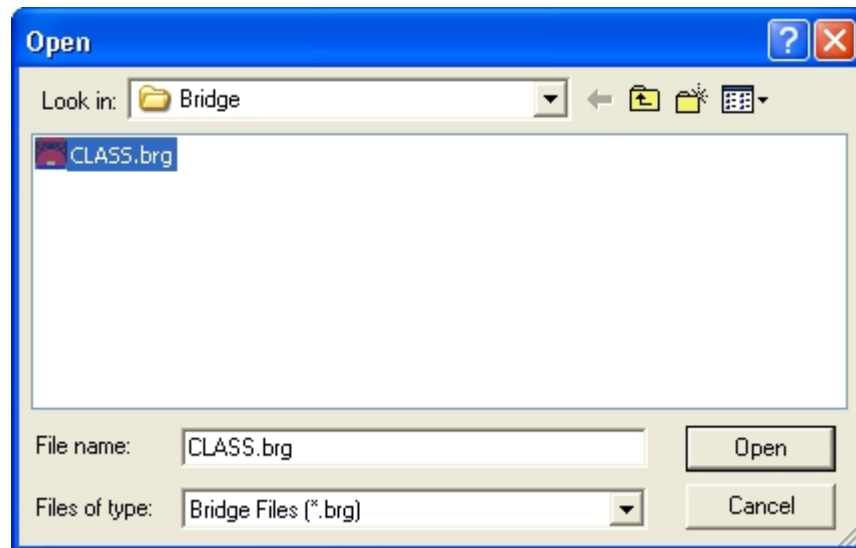 Open
Look in: Bridge
CLASS.brg
File name: CLASS.brg Open
Files of type: Bridge Files (*.brg) Cancel